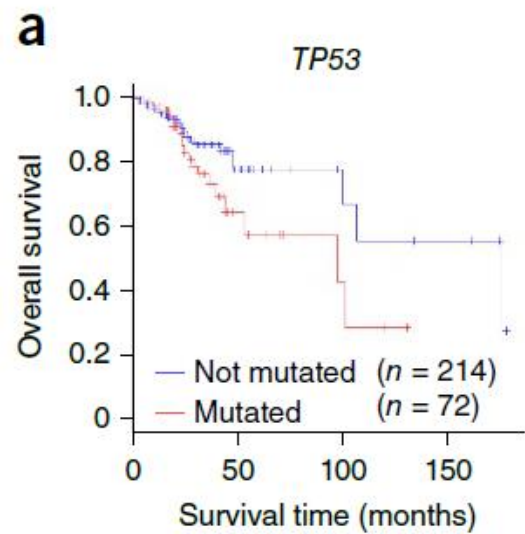 a
TP53
1.0
0.8
0.6
0.4
0.2
0
Overall survival
Not mutated (n = 214)
Mutated (n = 72)
0 50 100 150
Survival time (months)